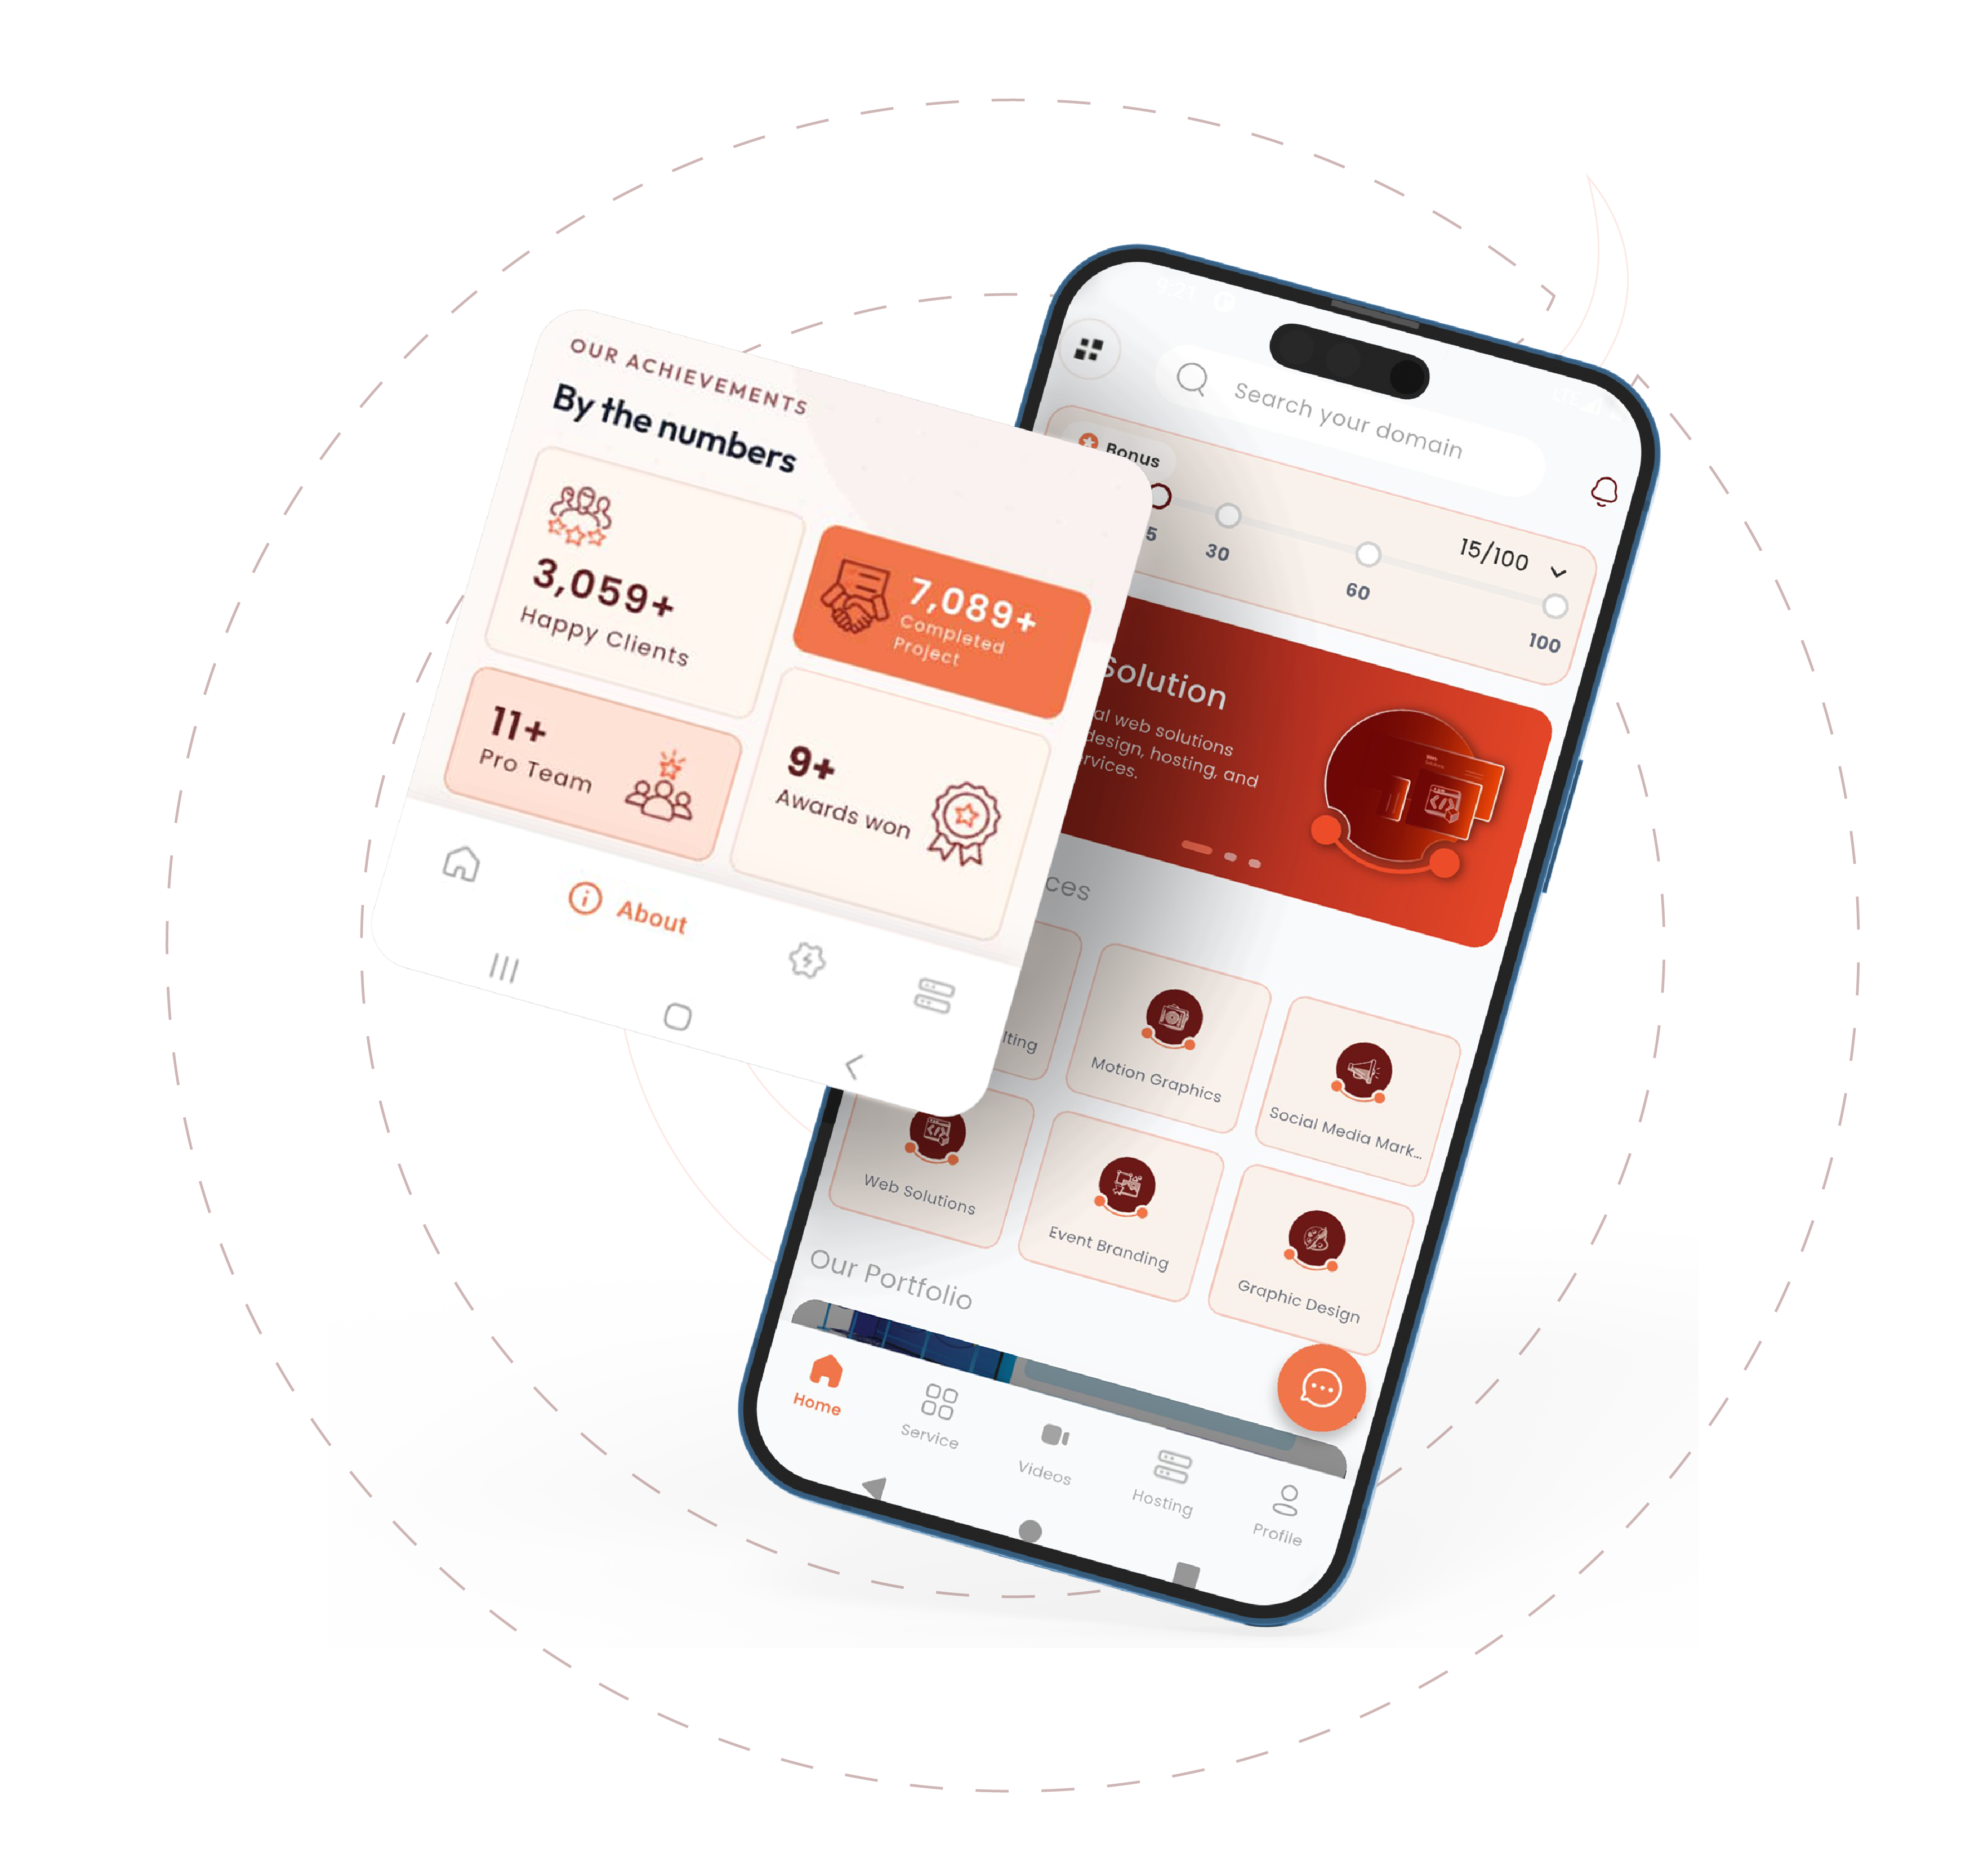 OUR ACHIEVEMENTS
By the numbers
3,059+
Happy Clients
7,089+
Completed
Project
11+
Pro Team
9+
Awards won
About
Search your domain
Bonus
15/100
5
30
60
100
Solution
al web solutions
design, hosting, and
rvices.
ces
lting
Motion Graphics
Social Media Mark...
Web Solutions
Event Branding
Graphic Design
Our Portfolio
Home
Service
Videos
Hosting
Profile